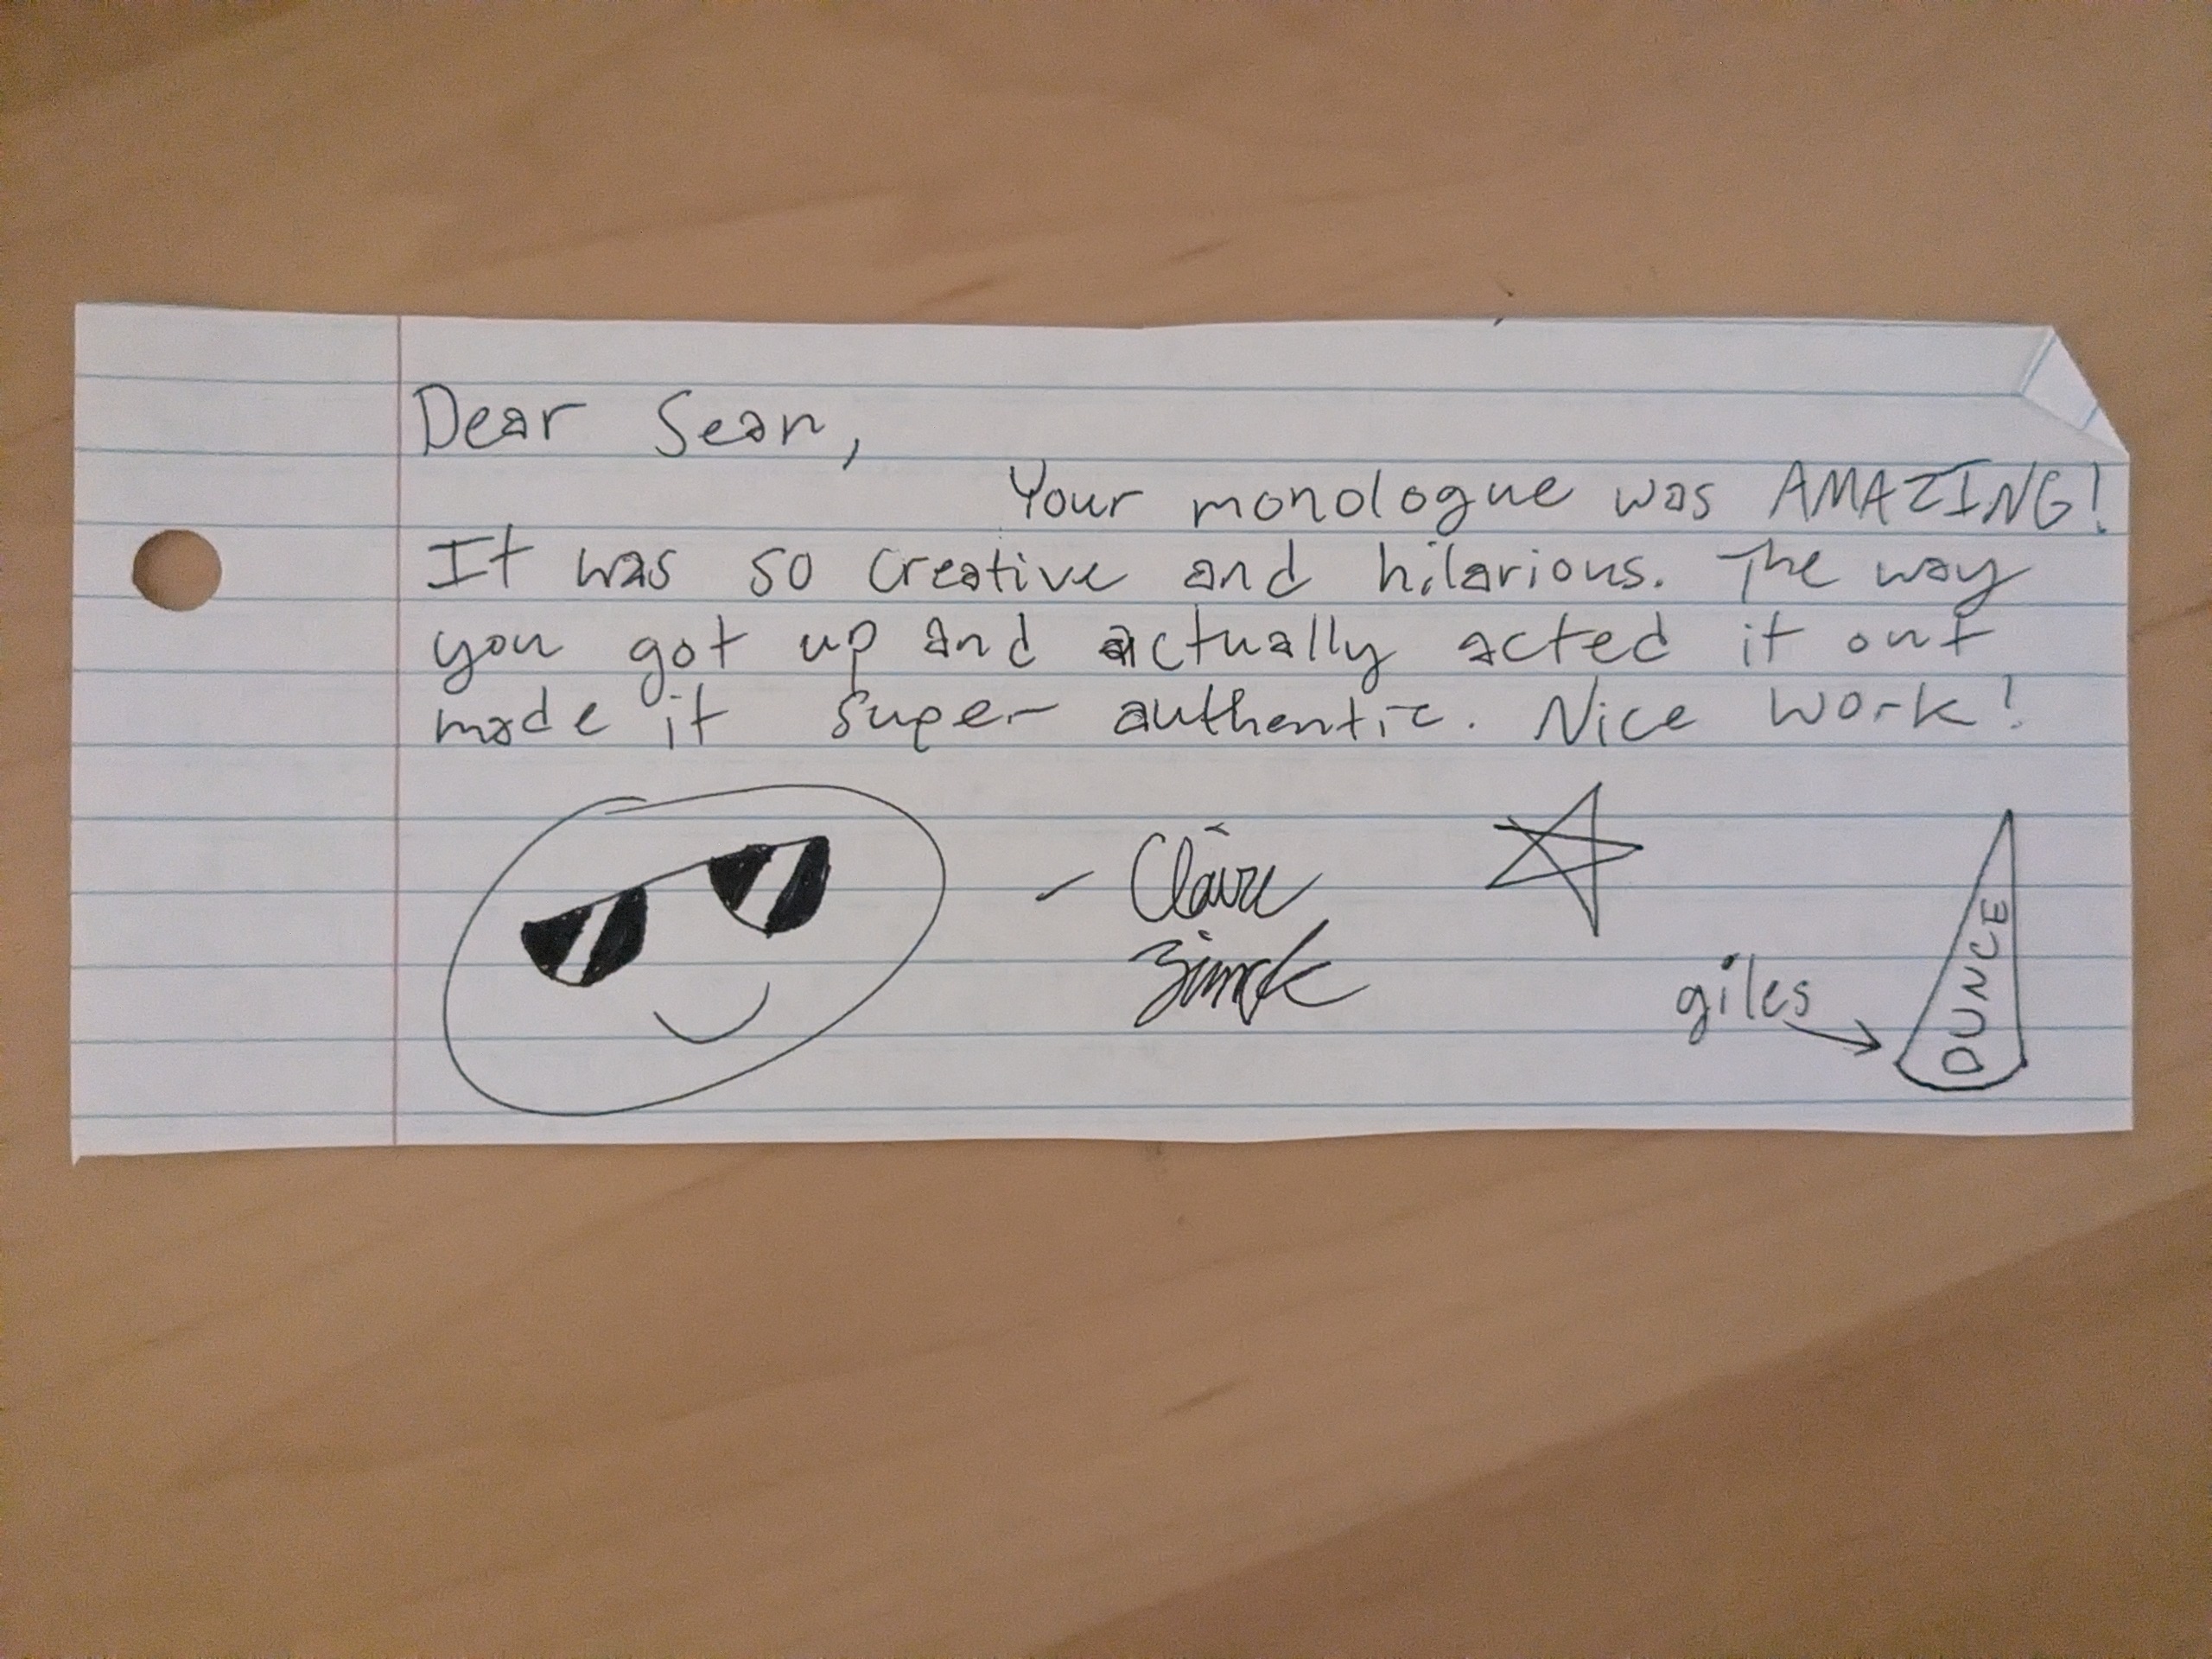 Dear Sean,
Your monologue was AMAZING!
It was so creative and hilarious. The way
you got up and actually acted it out
made it super authentic. Nice work!
- Claire
giles
DUNCE